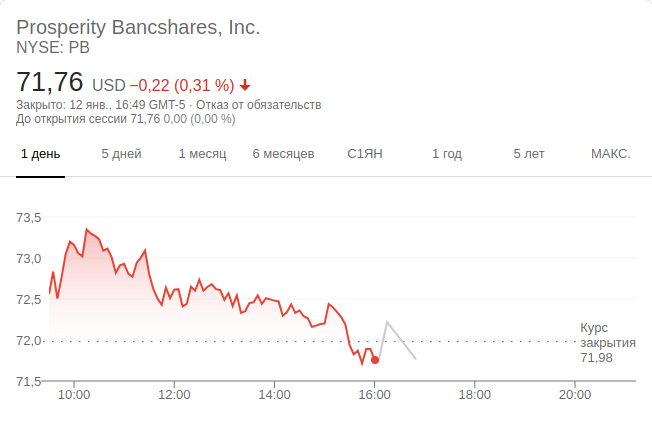 Prosperity Bancshares, Inc.
NYSE: PB
71,76 USD −0,22 (0,31 %)
Закрыто: 12 янв., 16:49 GMT-5 · Отказ от обязательств
До открытия сессии 71,76 0,00 (0,00 %)
1 день 5 дней 1 месяц 6 месяцев С1ЯН 1 год 5 лет МАКС.
73,5
73,0
72,5
72,0
71,5
Курс
закрытия
71,98
10:00 12:00 14:00 16:00 18:00 20:00